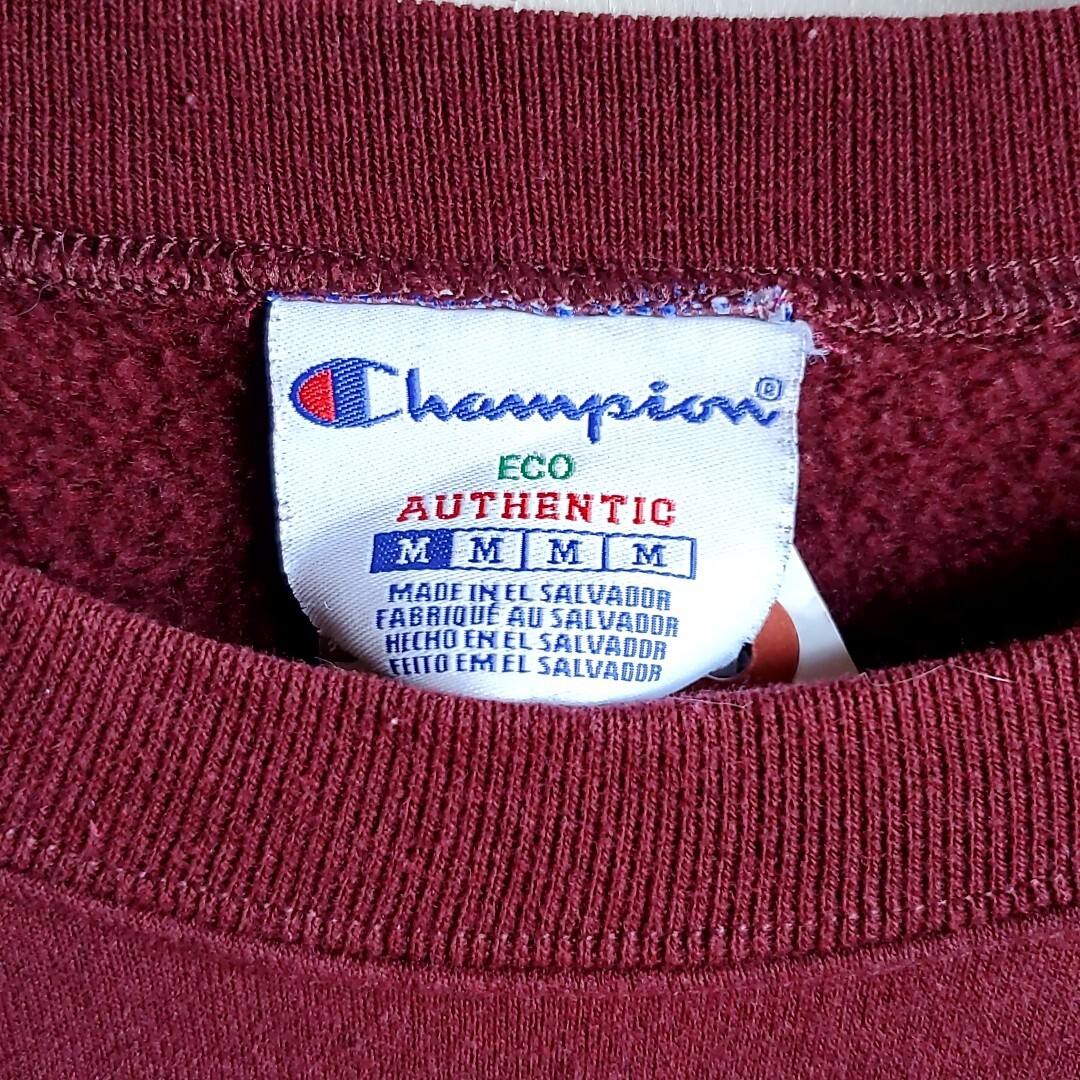 Champion®
ECO
AUTHENTIC
M M M M
MADE IN EL SALVADOR
FABRIQUÉ AU SALVADOR
HECHO EN EL SALVADOR
FEITO EM EL SALVADOR